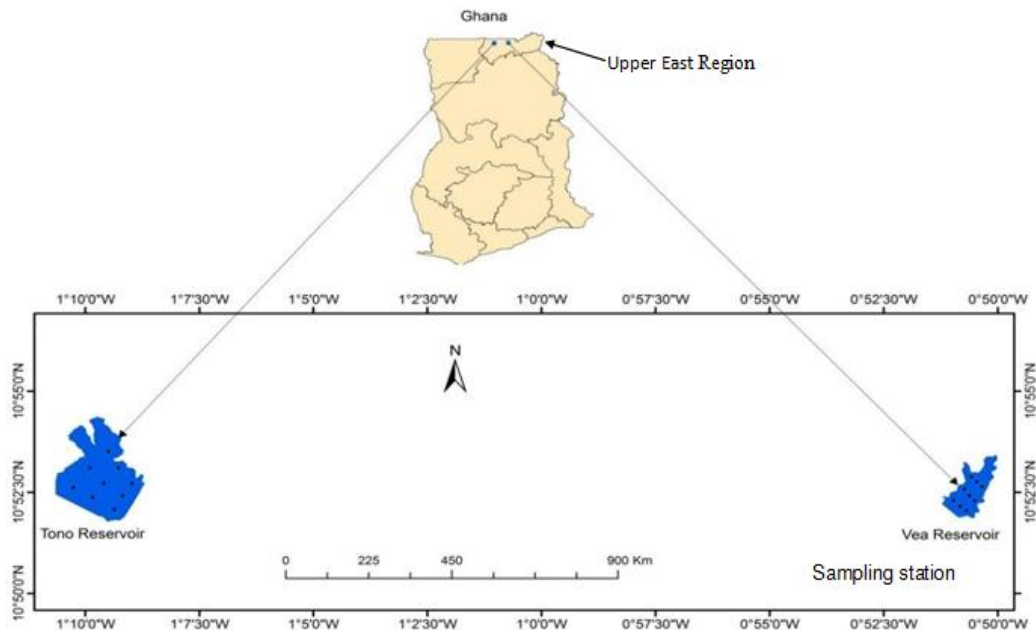 Ghana
Upper East Region
1°10'0"W 1°7'30"W 1°5'0"W 1°2'30"W 1°0'0"W 0°57'30"W 0°55'0"W 0°52'30"W 0°50'0"W
N
10°55'0"N 10°55'0"N
10°52'30"N 10°52'30"N
Tono Reservoir Vea Reservoir
0 225 450 900 Km
Sampling station
10°50'0"N 10°50'0"N
1°10'0"W 1°7'30"W 1°5'0"W 1°2'30"W 1°0'0"W 0°57'30"W 0°55'0"W 0°52'30"W 0°50'0"W